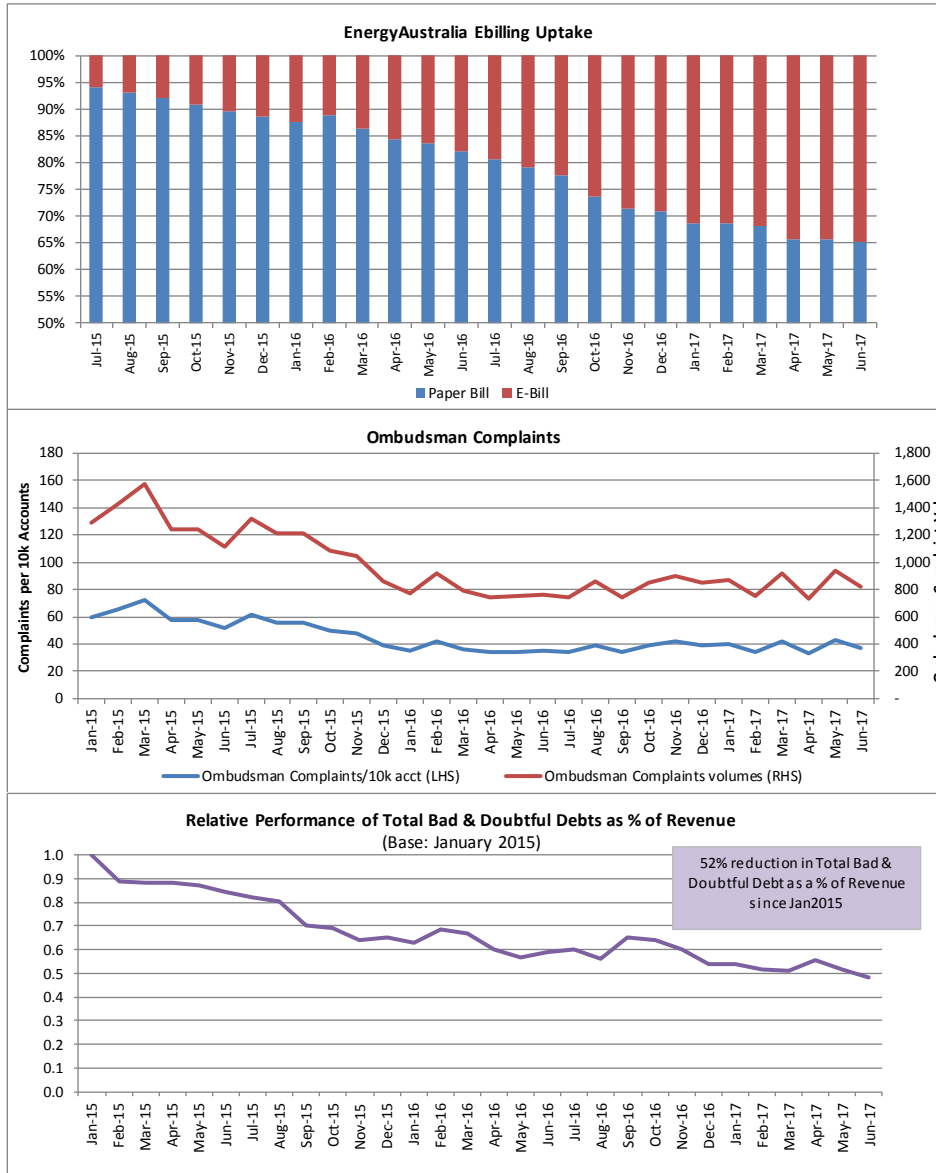 EnergyAustralia Ebilling Uptake
100%
95%
90%
85%
80%
75%
70%
65%
60%
55%
50%
Jul-15
Aug-15
Sep-15
Oct-15
Nov-15
Dec-15
Jan-16
Feb-16
Mar-16
Apr-16
May-16
Jun-16
Jul-16
Aug-16
Sep-16
Oct-16
Nov-16
Dec-16
Jan-17
Feb-17
Mar-17
Apr-17
May-17
Jun-17
Paper Bill E-Bill
Ombudsman Complaints
Complaints per 10k Accounts
180
160
140
120
100
80
60
40
20
0
1,800
1,600
1,400
1,200
1,000
800
600
400
200
-
Jan-15
Feb-15
Mar-15
Apr-15
May-15
Jun-15
Jul-15
Aug-15
Sep-15
Oct-15
Nov-15
Dec-15
Jan-16
Feb-16
Mar-16
Apr-16
May-16
Jun-16
Jul-16
Aug-16
Sep-16
Oct-16
Nov-16
Dec-16
Jan-17
Feb-17
Mar-17
Apr-17
May-17
Jun-17
Ombudsman Complaints/10k acct (LHS) Ombudsman Complaints volumes (RHS)
Relative Performance of Total Bad & Doubtful Debts as % of Revenue
(Base: January 2015)
52% reduction in Total Bad &
Doubtful Debt as a % of Revenue
since Jan2015
1.0
0.9
0.8
0.7
0.6
0.5
0.4
0.3
0.2
0.1
0.0
Jan-15
Feb-15
Mar-15
Apr-15
May-15
Jun-15
Jul-15
Aug-15
Sep-15
Oct-15
Nov-15
Dec-15
Jan-16
Feb-16
Mar-16
Apr-16
May-16
Jun-16
Jul-16
Aug-16
Sep-16
Oct-16
Nov-16
Dec-16
Jan-17
Feb-17
Mar-17
Apr-17
May-17
Jun-17